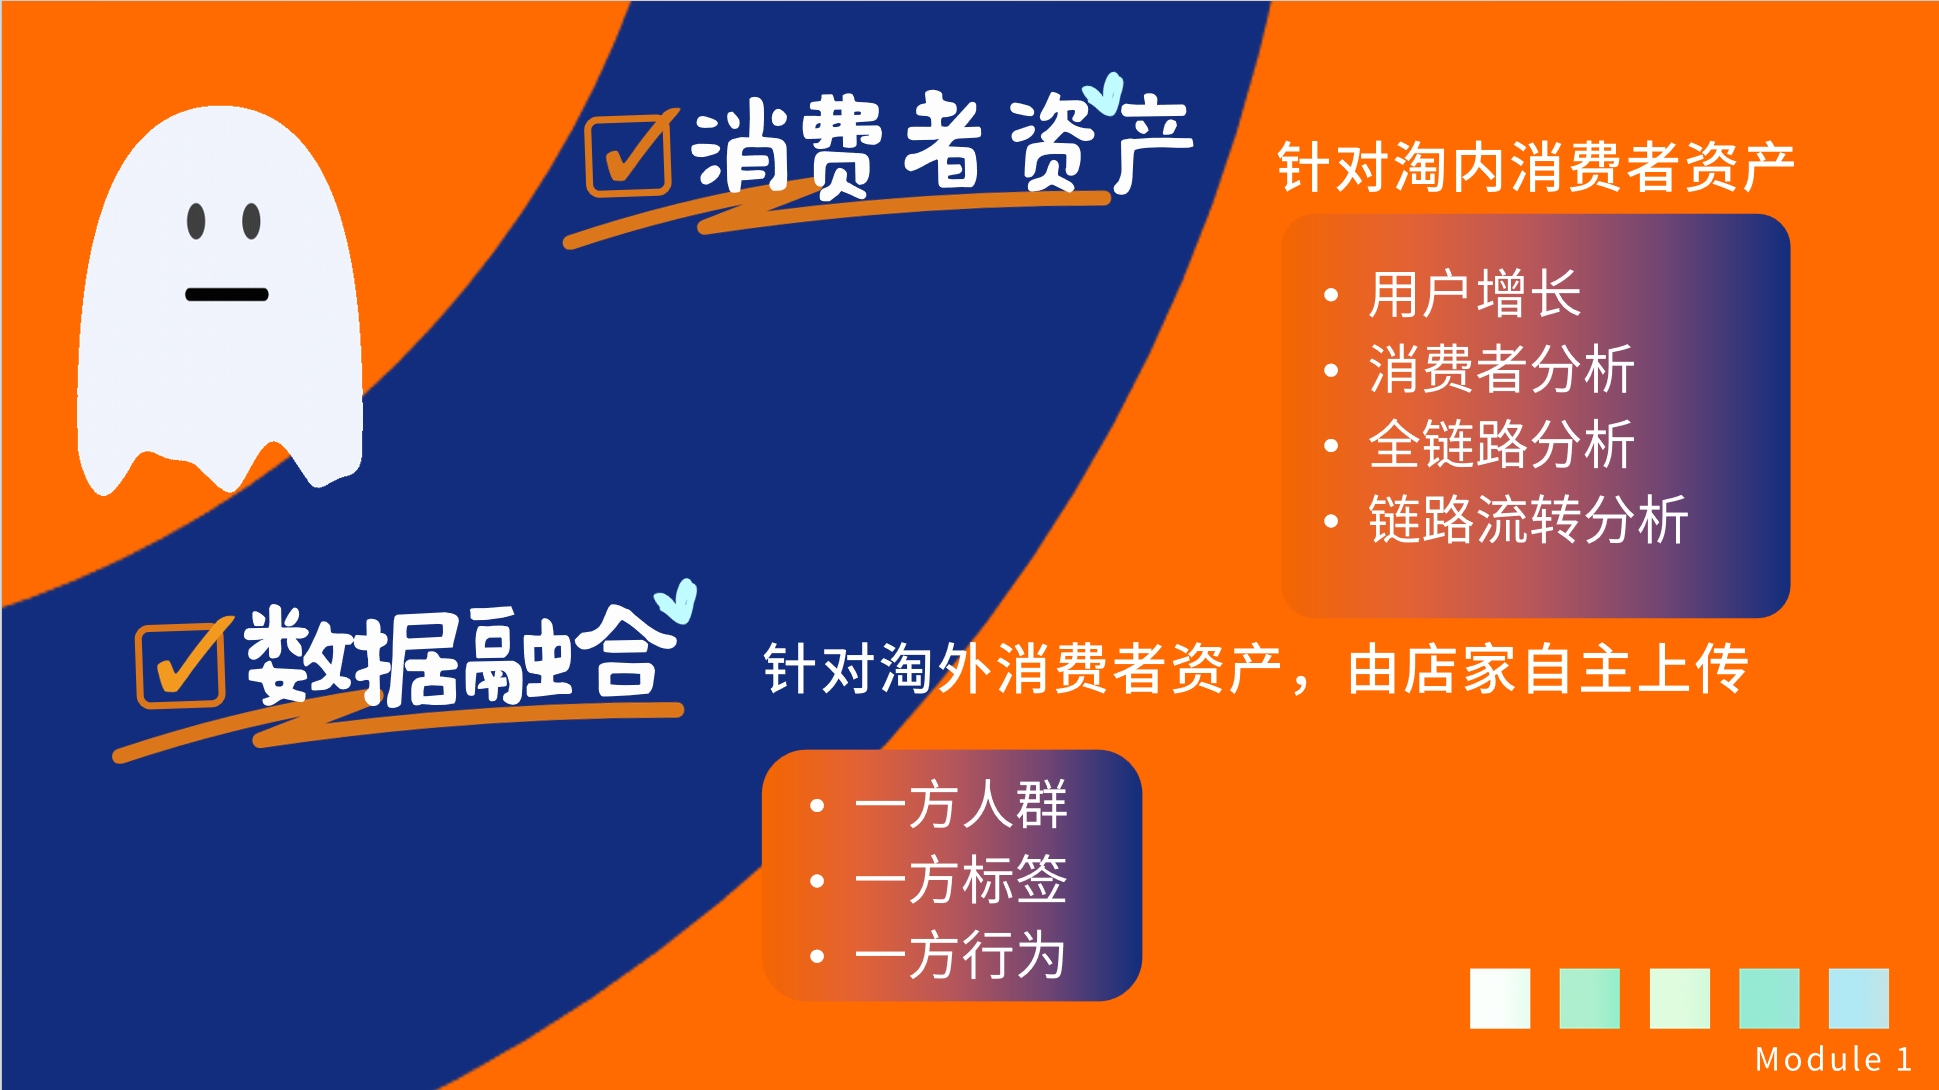 消费者资产
针对淘内消费者资产
用户增长
消费者分析
全链路分析
链路流转分析
数据融合
针对淘外消费者资产，由店家自主上传
一方人群
一方标签
一方行为
Module 1